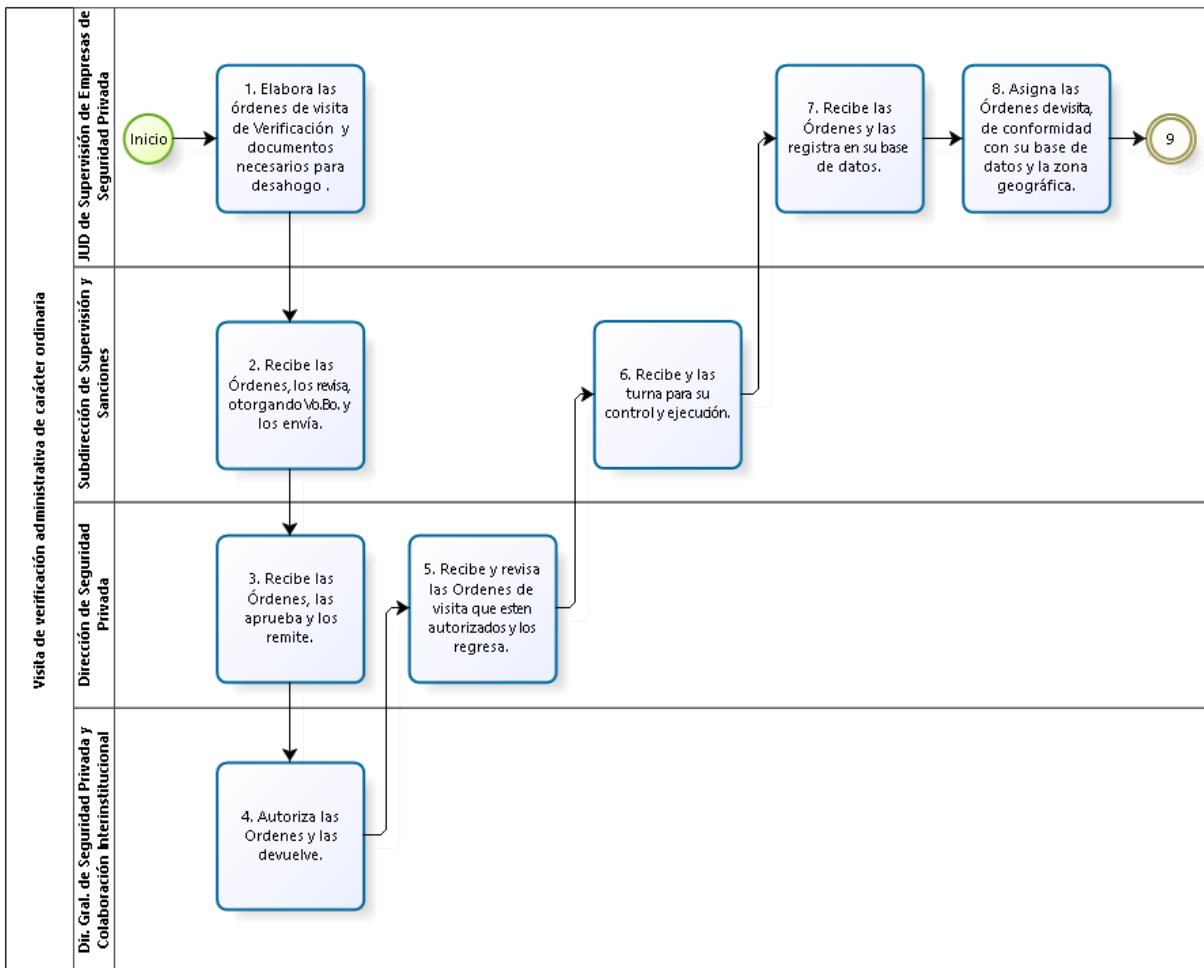 Visita de verificación administrativa de carácter ordinaria
JUD de Supervisión de Empresas de
Seguridad Privada
Inicio
1. Elabora las
órdenes de visita
de Verificación y
documentos
necesarios para
desahogo .
7. Recibe las
Órdenes y las
registra en su base
de datos.
8. Asigna las
Órdenes devisita,
de conformidad
con su base de
datos y la zona
geográfica.
9
Subdirección de Supervisión y
Sanciones
2. Recibe las
Órdenes, los revisa,
otorgando Vo.Bo. y
los envía.
6. Recibe y las
turna para su
control y ejecución.
Dirección de Seguridad
Privada
3. Recibe las
Órdenes, las
aprueba y los
remite.
5. Recibe y revisa
las Ordenes de
visita que esten
autorizados y los
regresa.
Dir. Gral. de Seguridad Privada y
Colaboración Interinstitucional
4. Autoriza las
Ordenes y las
devuelve.